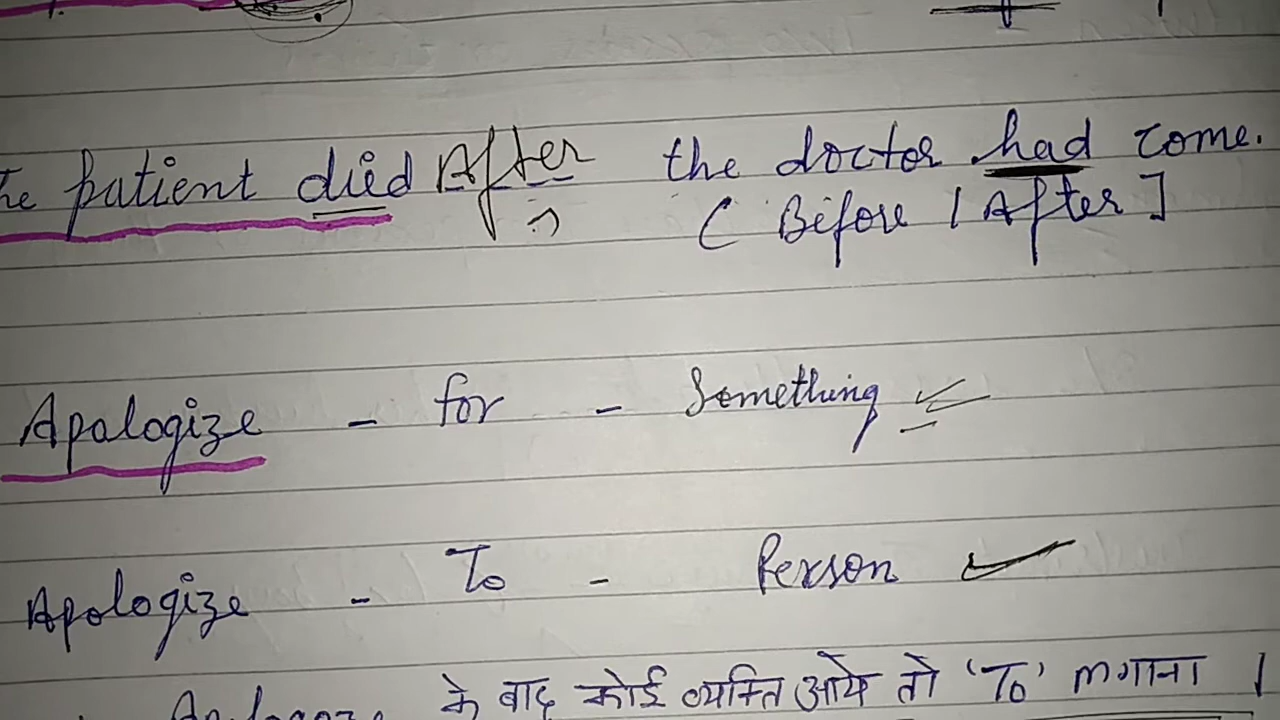 The patient died After the doctor had come.
( Before / After ]
Apologize - for - Something
Apologize - To - Person
के बाद कोई व्यक्ति आये तो 'To' लगाना |